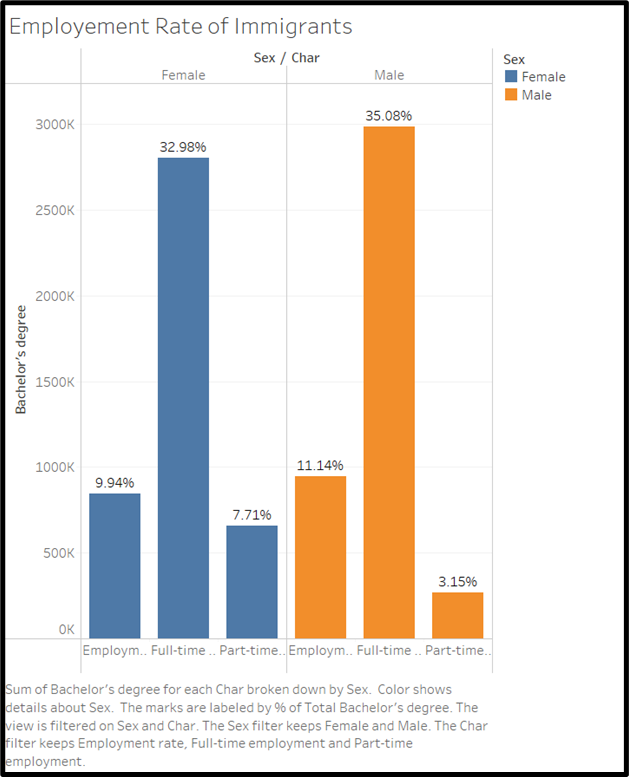 Employement Rate of Immigrants
Sex / Char
Female
Male
Sex
Female
Male
Bachelor's degree
3000K
2500K
2000K
1500K
1000K
500K
0K
32.98%
35.08%
9.94%
7.71%
11.14%
3.15%
Employm.. Full-time .. Part-time.. Employm.. Full-time .. Part-time..
Sum of Bachelor's degree for each Char broken down by Sex. Color shows
details about Sex. The marks are labeled by % of Total Bachelor's degree. The
view is filtered on Sex and Char. The Sex filter keeps Female and Male. The Char
filter keeps Employment rate, Full-time employment and Part-time
employment.